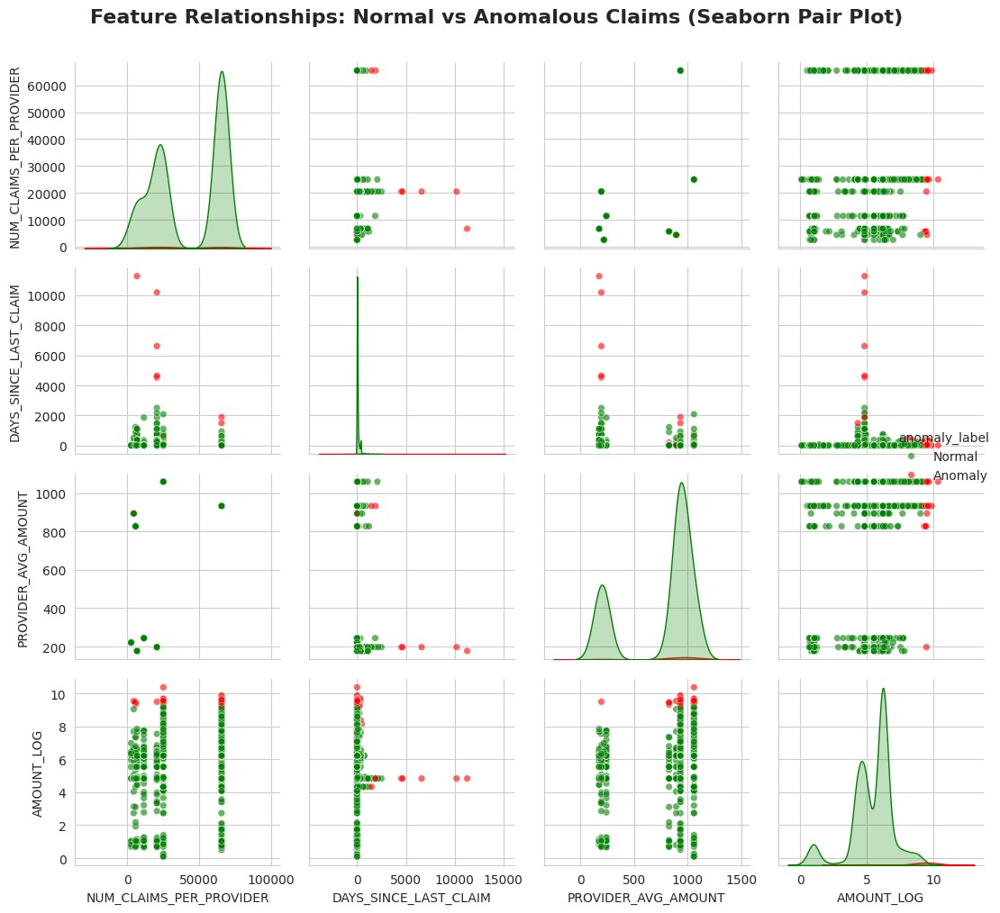 Feature Relationships: Normal vs Anomalous Claims (Seaborn Pair Plot)
NUM_CLAIMS_PER_PROVIDER
60000
50000
40000
30000
20000
10000
0
DAYS_SINCE_LAST_CLAIM
10000
8000
6000
4000
2000
0
anomaly_label
Normal
Anomaly
PROVIDER_AVG_AMOUNT
1000
800
600
400
200
AMOUNT_LOG
10
8
6
4
2
0
0 50000 100000
0 5000 10000 15000
0 500 1000 1500
0 5 10
NUM_CLAIMS_PER_PROVIDER
DAYS_SINCE_LAST_CLAIM
PROVIDER_AVG_AMOUNT
AMOUNT_LOG